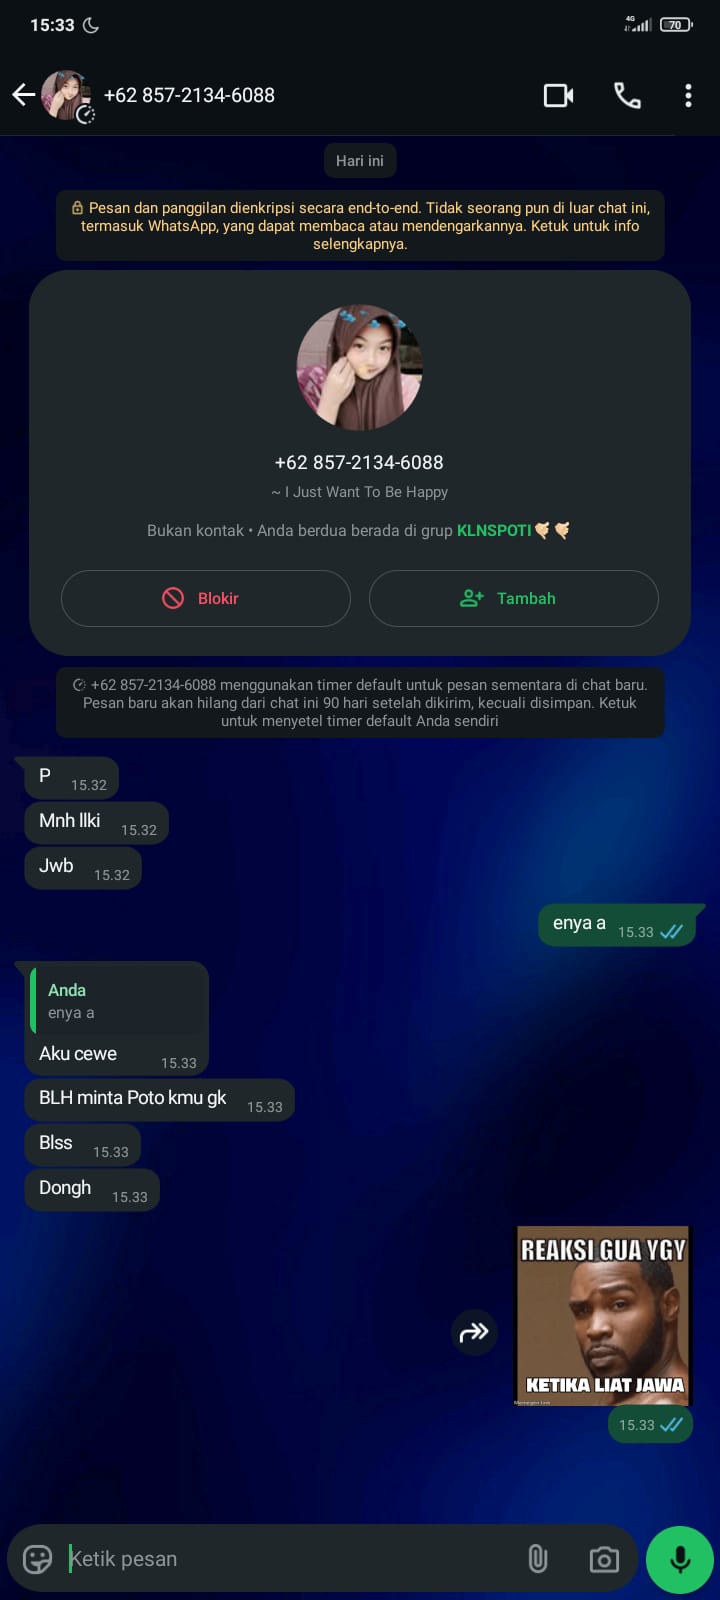 15:33
4G
70
+62 857-2134-6088
Hari ini
Pesan dan panggilan dienkripsi secara end-to-end. Tidak seorang pun di luar chat ini,
termasuk WhatsApp, yang dapat membaca atau mendengarkannya. Ketuk untuk info
selengkapnya.
+62 857-2134-6088
~ I Just Want To Be Happy
Bukan kontak • Anda berdua berada di grup KLNSPOTI
Blokir
Tambah
+62 857-2134-6088 menggunakan timer default untuk pesan sementara di chat baru.
Pesan baru akan hilang dari chat ini 90 hari setelah dikirim, kecuali disimpan. Ketuk
untuk menyetel timer default Anda sendiri
P 15.32
Mnh llki 15.32
Jwb 15.32
enya a 15.33
Anda
enya a
Aku cewe 15.33
BLH minta Poto kmu gk 15.33
Blss 15.33
Dongh 15.33
REAKSI GUA YGY
KETIKA LIAT JAWA
15.33
Ketik pesan